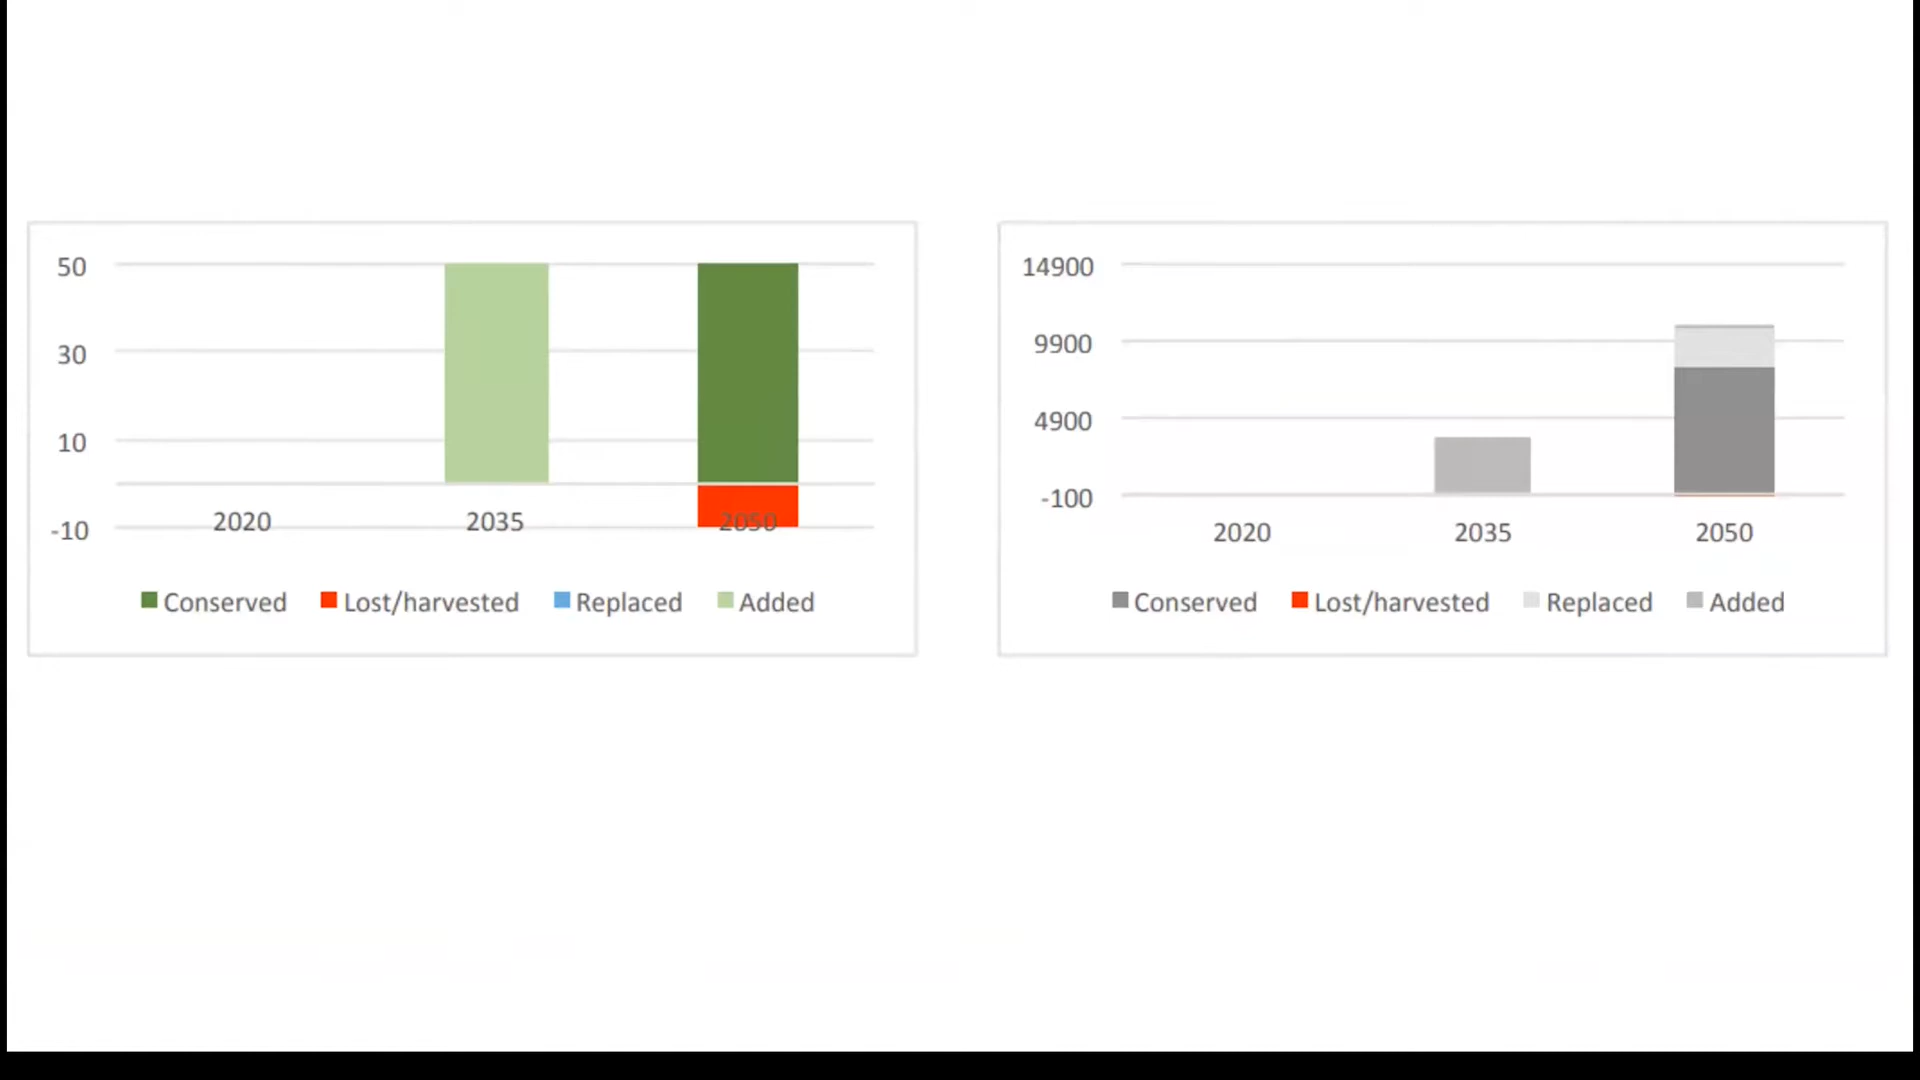 50
30
10
-10
2020 2035 2050
Conserved Lost/harvested Replaced Added
14900
9900
4900
-100
2020 2035 2050
Conserved Lost/harvested Replaced Added